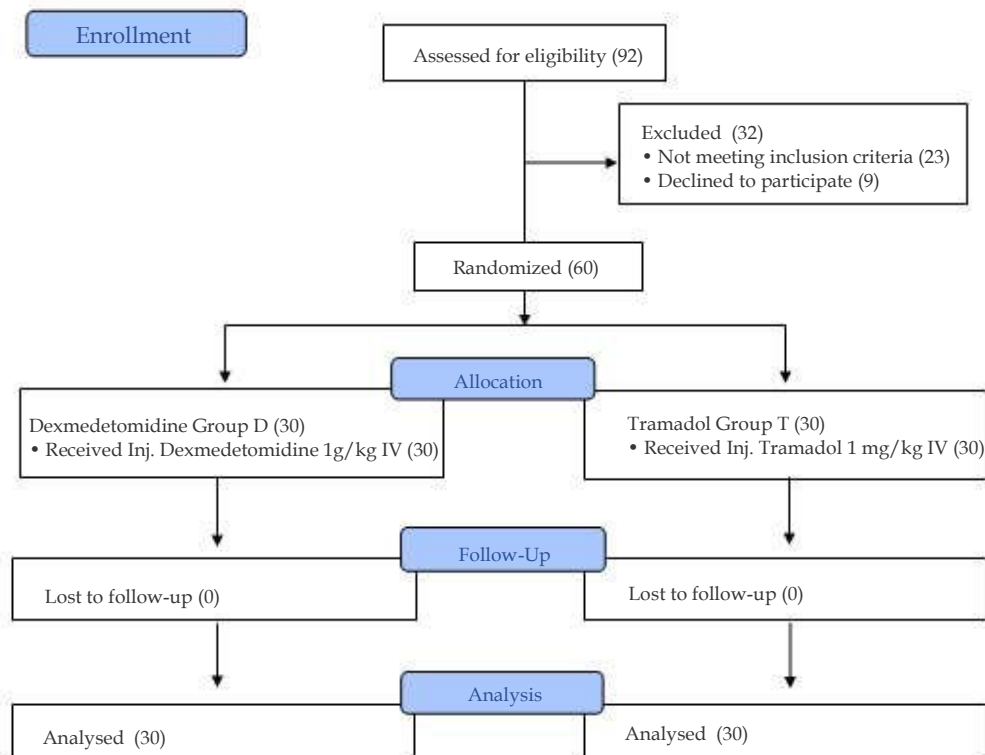 Enrollment
Assessed for eligibility (92)
Excluded (32)
• Not meeting inclusion criteria (23)
• Declined to participate (9)
Randomized (60)
Allocation
Dexmedetomidine Group D (30)
• Received Inj. Dexmedetomidine 1g/kg IV (30)
Tramadol Group T (30)
• Received Inj. Tramadol 1 mg/kg IV (30)
Follow-Up
Lost to follow-up (0)
Lost to follow-up (0)
Analysis
Analysed (30)
Analysed (30)